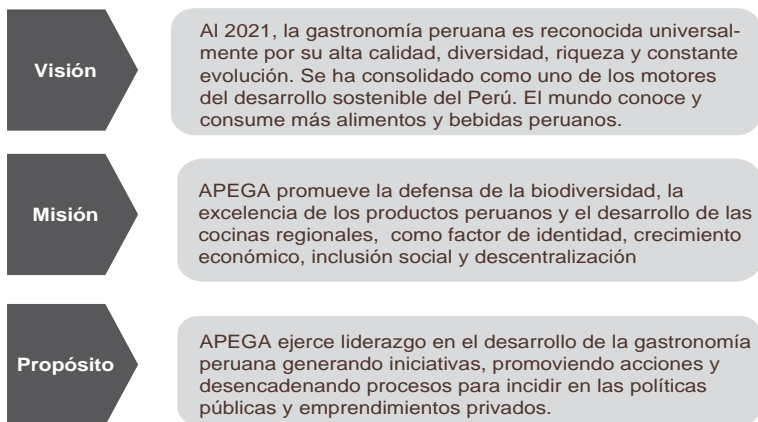 Visión
Al 2021, la gastronomía peruana es reconocida universal-
mente por su alta calidad, diversidad, riqueza y constante
evolución. Se ha consolidado como uno de los motores
del desarrollo sostenible del Perú. El mundo conoce y
consume más alimentos y bebidas peruanos.
Misión
APEGA promueve la defensa de la biodiversidad, la
excelencia de los productos peruanos y el desarrollo de las
cocinas regionales, como factor de identidad, crecimiento
económico, inclusión social y descentralización
Propósito
APEGA ejerce liderazgo en el desarrollo de la gastronomía
peruana generando iniciativas, promoviendo acciones y
desencadenando procesos para incidir en las políticas
públicas y emprendimientos privados.